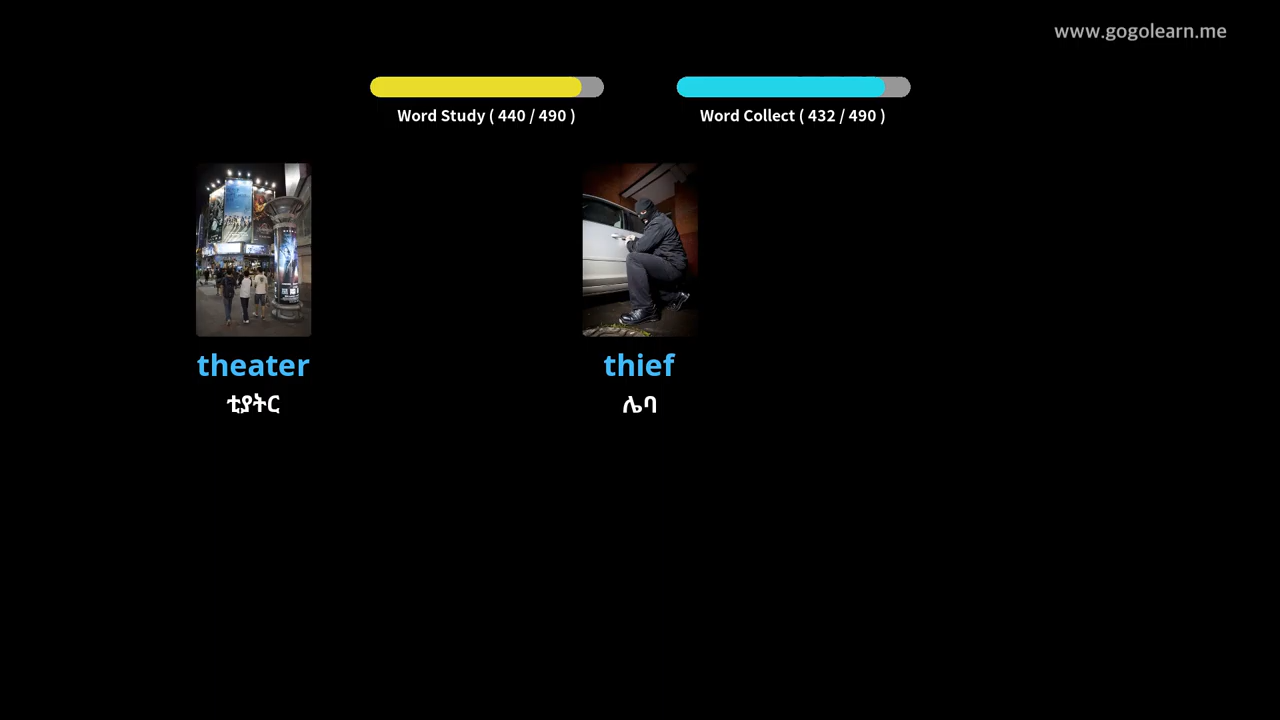 www.gogolearn.me
Word Study ( 440 / 490 )
Word Collect ( 432 / 490 )
theater
thief
ቲያትር
ሌባ